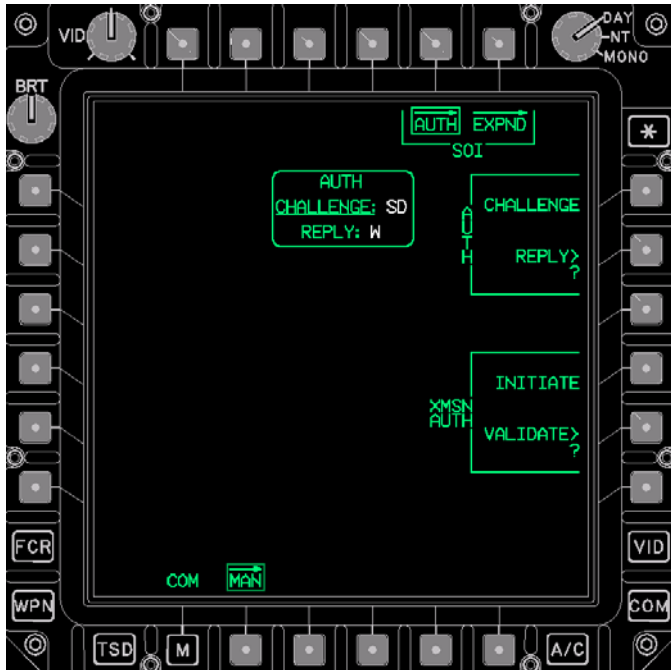 VID
DAY
NT
MONO
BRT
*
AUTH EXPND
SOI
AUTH
CHALLENGE: SD
REPLY: W
AUTH
CHALLENGE
REPLY>
?
INITIATE
XMSN
AUTH
VALIDATE>
?
FCR
VID
COM MAN
WPN
COM
TSD M A/C